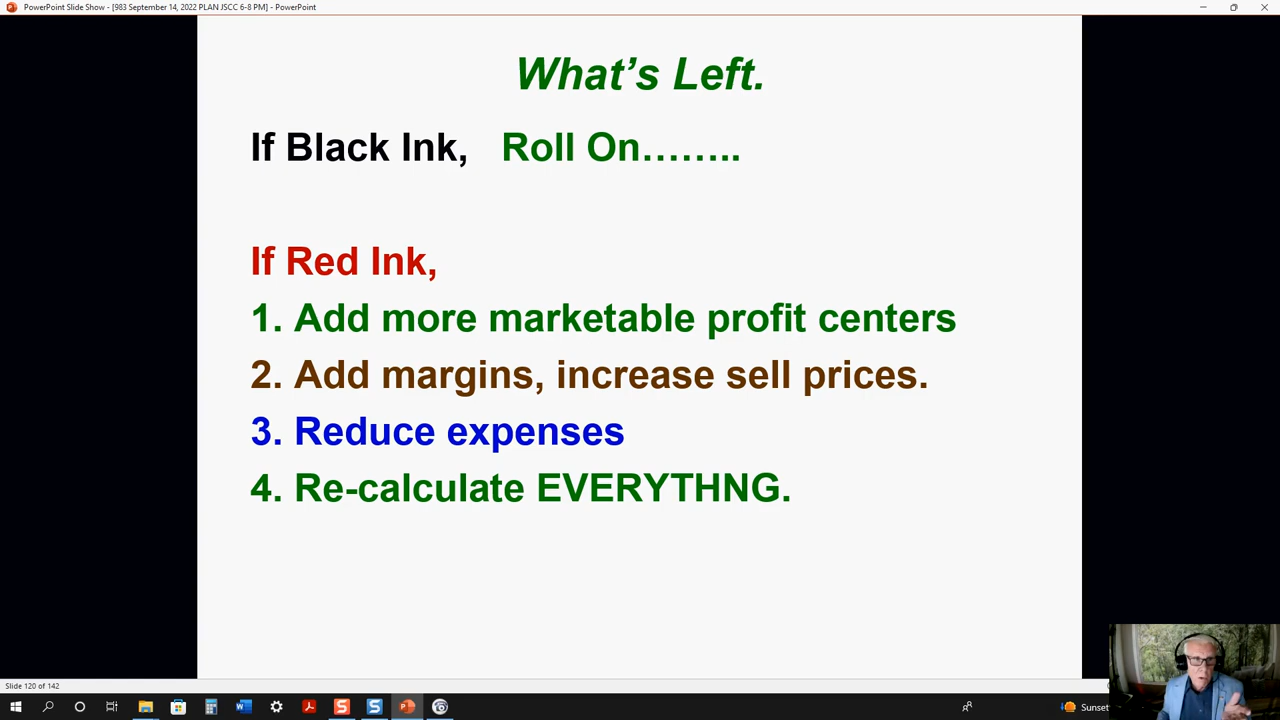 PowerPoint Slide Show - [983 September 14, 2022 PLAN JSCC 6-8 PM] - PowerPoint
What's Left.
If Black Ink, Roll On……..
If Red Ink,
1. Add more marketable profit centers
2. Add margins, increase sell prices.
3. Reduce expenses
4. Re-calculate EVERYTHNG.
Slide 120 of 142
Sunset